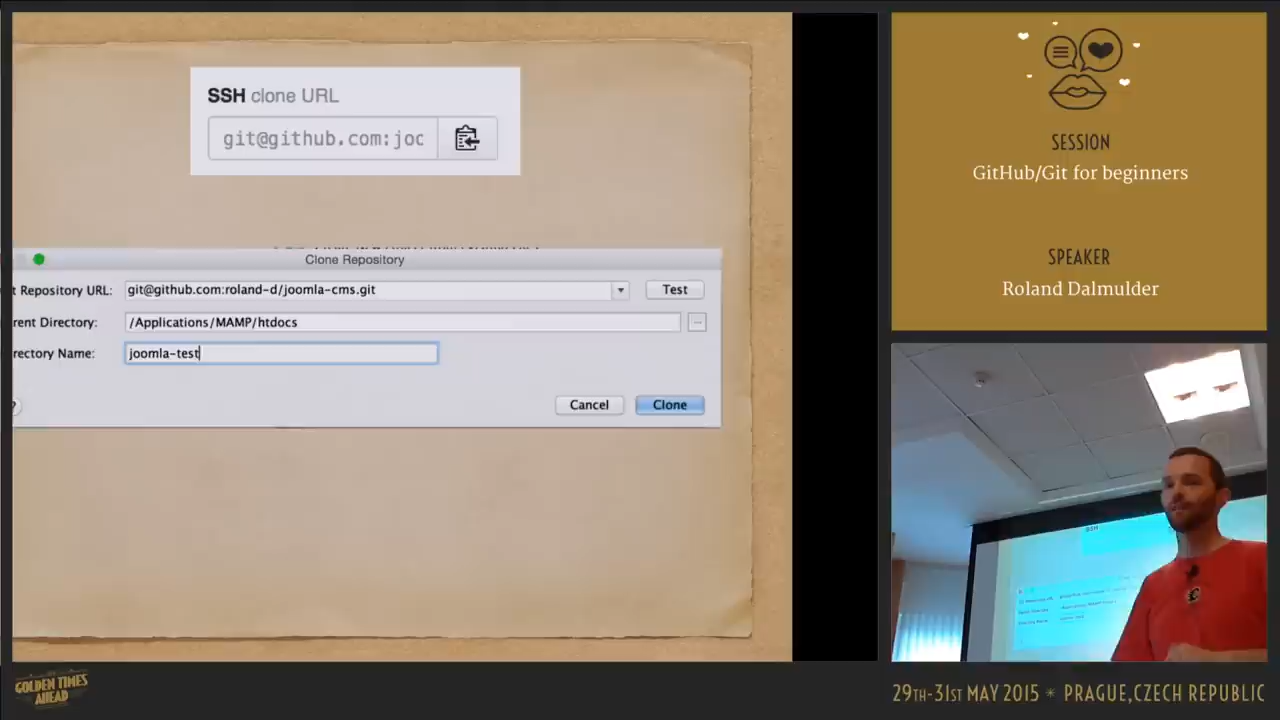 SSH clone URL
git@github.com:joc
Clone Repository
t Repository URL: git@github.com:roland-d/joomla-cms.git Test
rent Directory: /Applications/MAMP/htdocs
rectory Name: joomla-test
?
Cancel Clone
SESSION
GitHub/Git for beginners
SPEAKER
Roland Dalmulder
GOLDEN TIMES
AHEAD
29TH-31ST MAY 2015 * PRAGUE,CZECH REPUBLIC